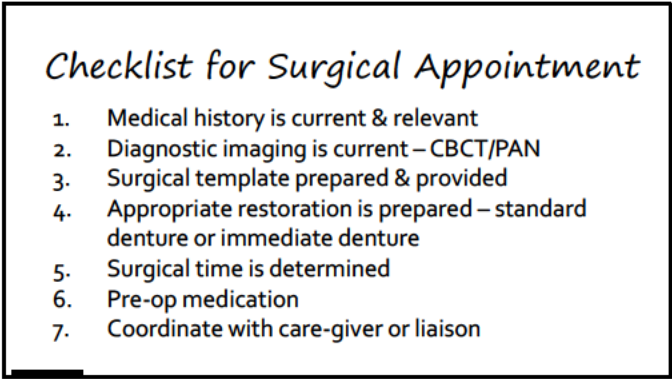 Checklist for Surgical Appointment
1. Medical history is current & relevant
2. Diagnostic imaging is current – CBCT/PAN
3. Surgical template prepared & provided
4. Appropriate restoration is prepared – standard
denture or immediate denture
5. Surgical time is determined
6. Pre-op medication
7. Coordinate with care-giver or liaison